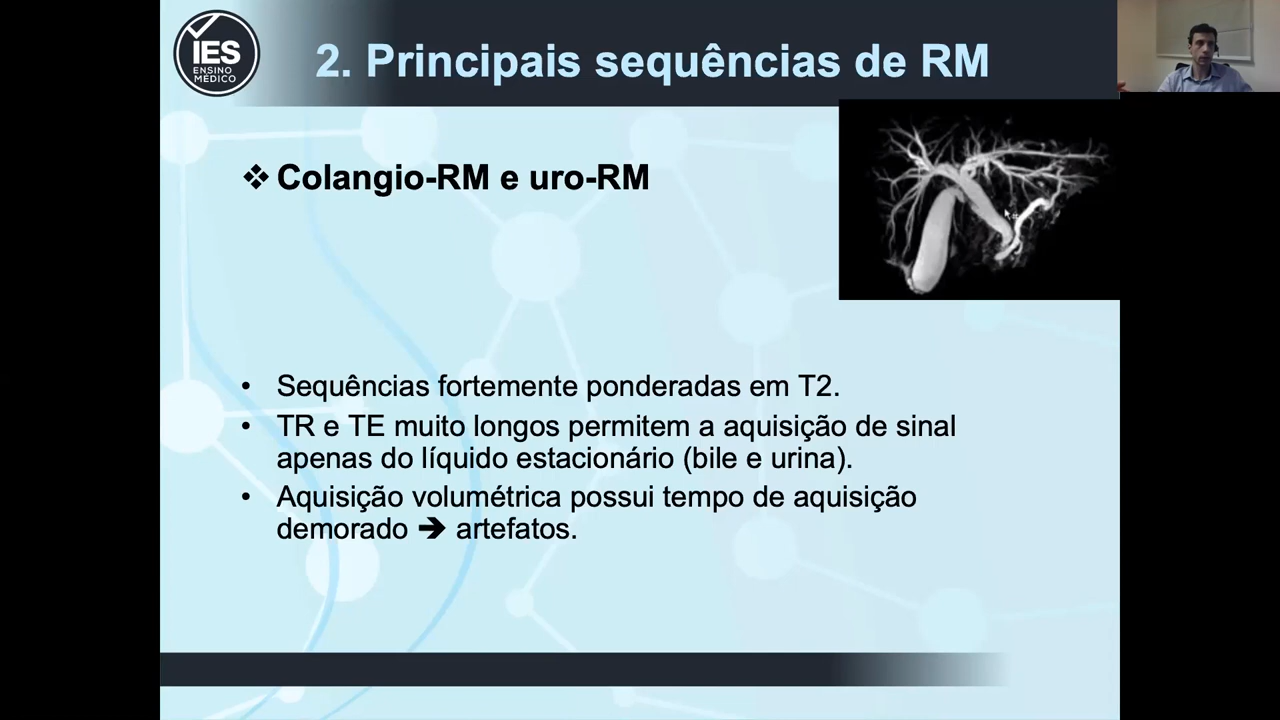 IES
ENSINO
MÉDICO
2. Principais sequências de RM
❖ Colangio-RM e uro-RM
• Sequências fortemente ponderadas em T2.
• TR e TE muito longos permitem a aquisição de sinal
apenas do líquido estacionário (bile e urina).
• Aquisição volumétrica possui tempo de aquisição
demorado ➔ artefatos.